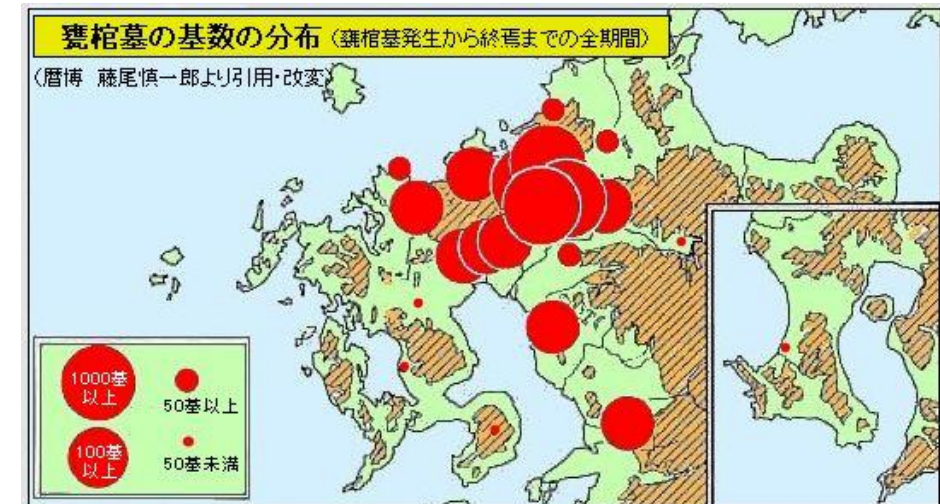 甕棺墓の基数の分布（甕棺墓発生から終焉までの全期間）
（暦博 藤尾慎一郎より引用・改変）
1000基
以上
50基以上
100基
以上
50基未満